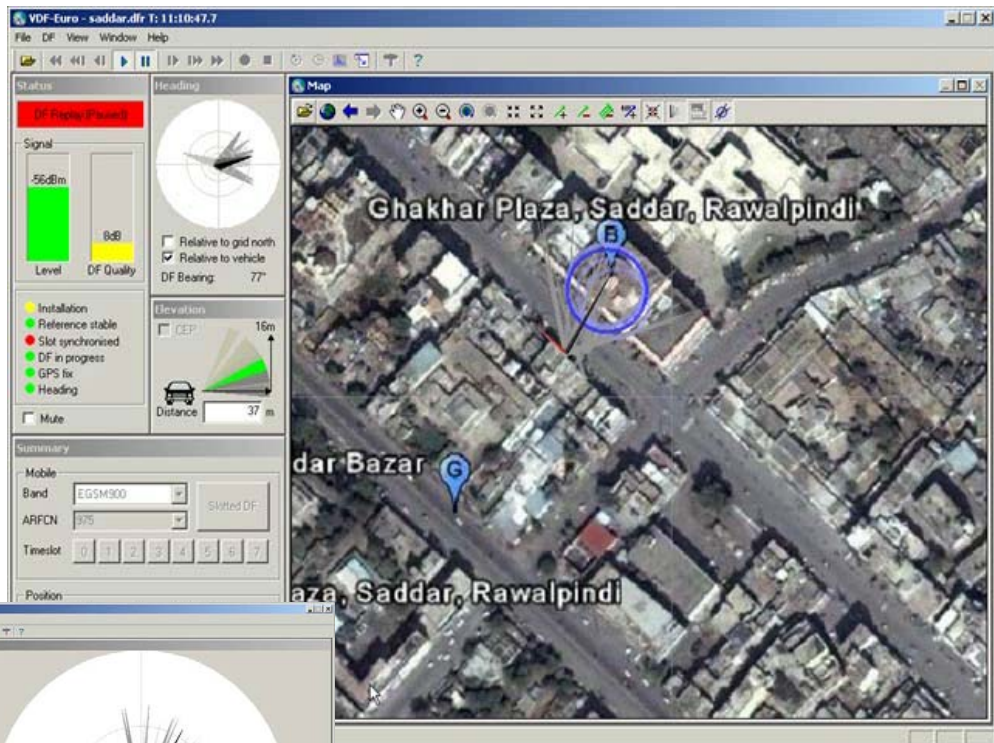 VDF-Euro - saddar.dfr T: 11:10:47.7
File DF View Window Help
Status
DF Replay (Paused)
Signal
-56dBm
8dB
Level DF Quality
Installation
Reference stable
Slot synchronised
DF in progress
GPS fix
Heading
Mute
Heading
Relative to grid north
Relative to vehicle
DF Bearing: 77°
Elevation
CEP
16m
Distance 37 m
Summary
Mobile
Band EGSM900
ARFCN 975
Slotted DF
Timeslot 0 1 2 3 4 5 6 7
Position
Map
Ghakhar Plaza, Saddar, Rawalpindi
B
dar Bazar
G
aza, Saddar, Rawalpindi